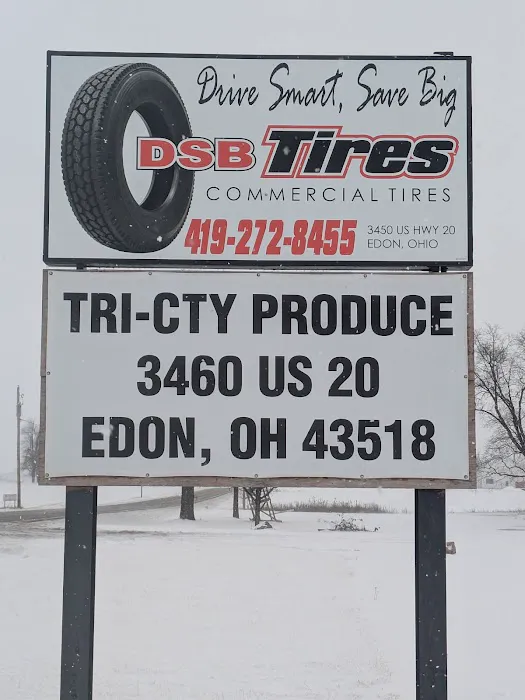 Drive Smart, Save Big
DSB Tires
COMMERCIAL TIRES
419-272-8455
3450 US HWY 20
EDON, OHIO
TRI-CTY PRODUCE
3460 US 20
EDON, OH 43518